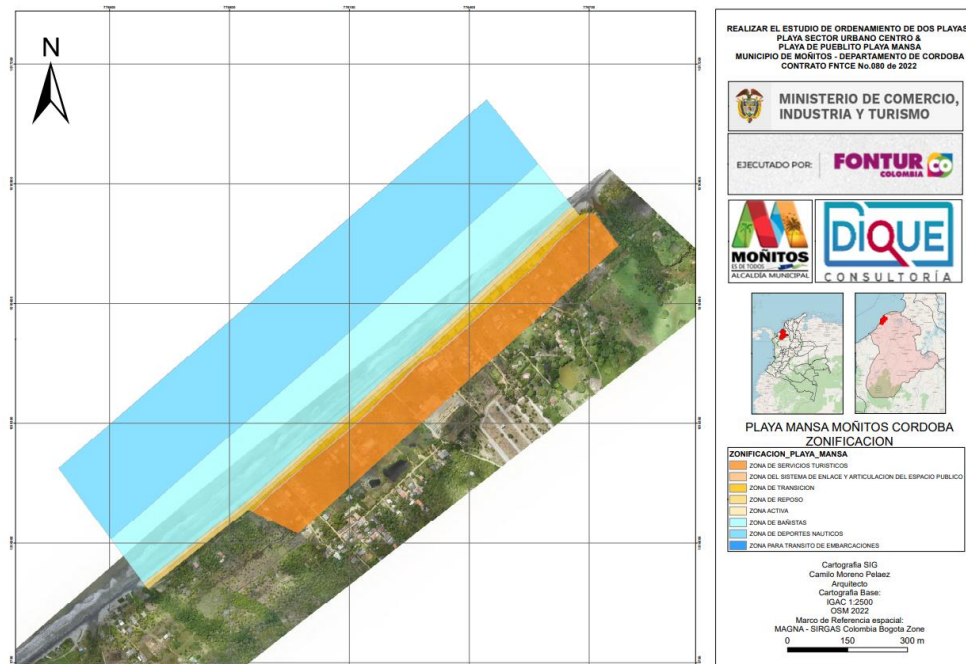 N
REALIZAR EL ESTUDIO DE ORDENAMIENTO DE DOS PLAYAS
PLAYA SECTOR URBANO CENTRO &
PLAYA DE PUEBLITO PLAYA MANSA
MUNICIPIO DE MOÑITOS - DEPARTAMENTO DE CORDOBA
CONTRATO FNTCE No.080 de 2022
MINISTERIO DE COMERCIO,
INDUSTRIA Y TURISMO
EJECUTADO POR:
FONTUR
COLOMBIA
CO
MOÑITOS
ES DE TODOS
ALCALDÍA MUNICIPAL
DIQUE
CONSULTORÍA
PLAYA MANSA MOÑITOS CORDOBA
ZONIFICACION
ZONIFICACION_PLAYA_MANSA
ZONA DE SERVICIOS TURISTICOS
ZONA DEL SISTEMA DE ENLACE Y ARTICULACION DEL ESPACIO PUBLICO
ZONA DE TRANSICION
ZONA DE REPOSO
ZONA ACTIVA
ZONA DE BAÑISTAS
ZONA DE DEPORTES NAUTICOS
ZONA PARA TRANSITO DE EMBARCACIONES
Cartografia SIG
Camilo Moreno Pelaez
Arquitecto
Cartografia Base:
IGAC 1:2500
OSM 2022
Marco de Referencia espacial:
MAGNA - SIRGAS Colombia Bogota Zone
0 150 300 m